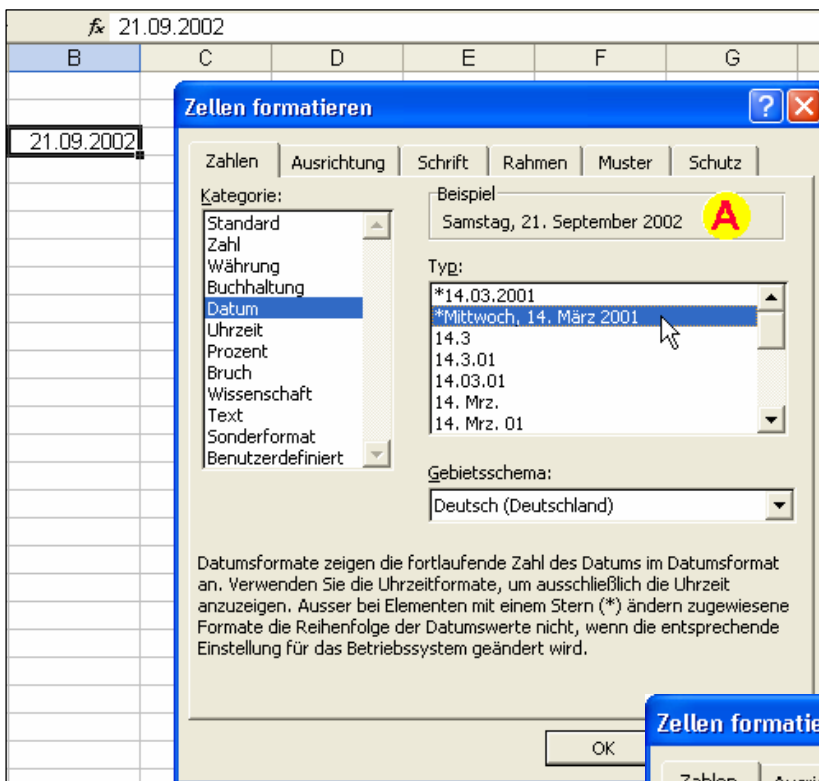 fx 21.09.2002
B C D E F G
Zellen formatieren
21.09.2002
Zahlen Ausrichtung Schrift Rahmen Muster Schutz
Kategorie:
Standard
Zahl
Währung
Buchhaltung
Datum
Uhrzeit
Prozent
Bruch
Wissenschaft
Text
Sonderformat
Benutzerdefiniert
Beispiel
Samstag, 21. September 2002 A
Typ:
*14.03.2001
*Mittwoch, 14. März 2001
14.3
14.3.01
14.03.01
14. Mrz.
14. Mrz. 01
Gebietsschema:
Deutsch (Deutschland)
Datumsformate zeigen die fortlaufende Zahl des Datums im Datumsformat
an. Verwenden Sie die Uhrzeitformate, um ausschließlich die Uhrzeit
anzuzeigen. Ausser bei Elementen mit einem Stern (*) ändern zugewiesene
Formate die Reihenfolge der Datumswerte nicht, wenn die entsprechende
Einstellung für das Betriebssystem geändert wird.
OK
Zellen formatie
Zahlen